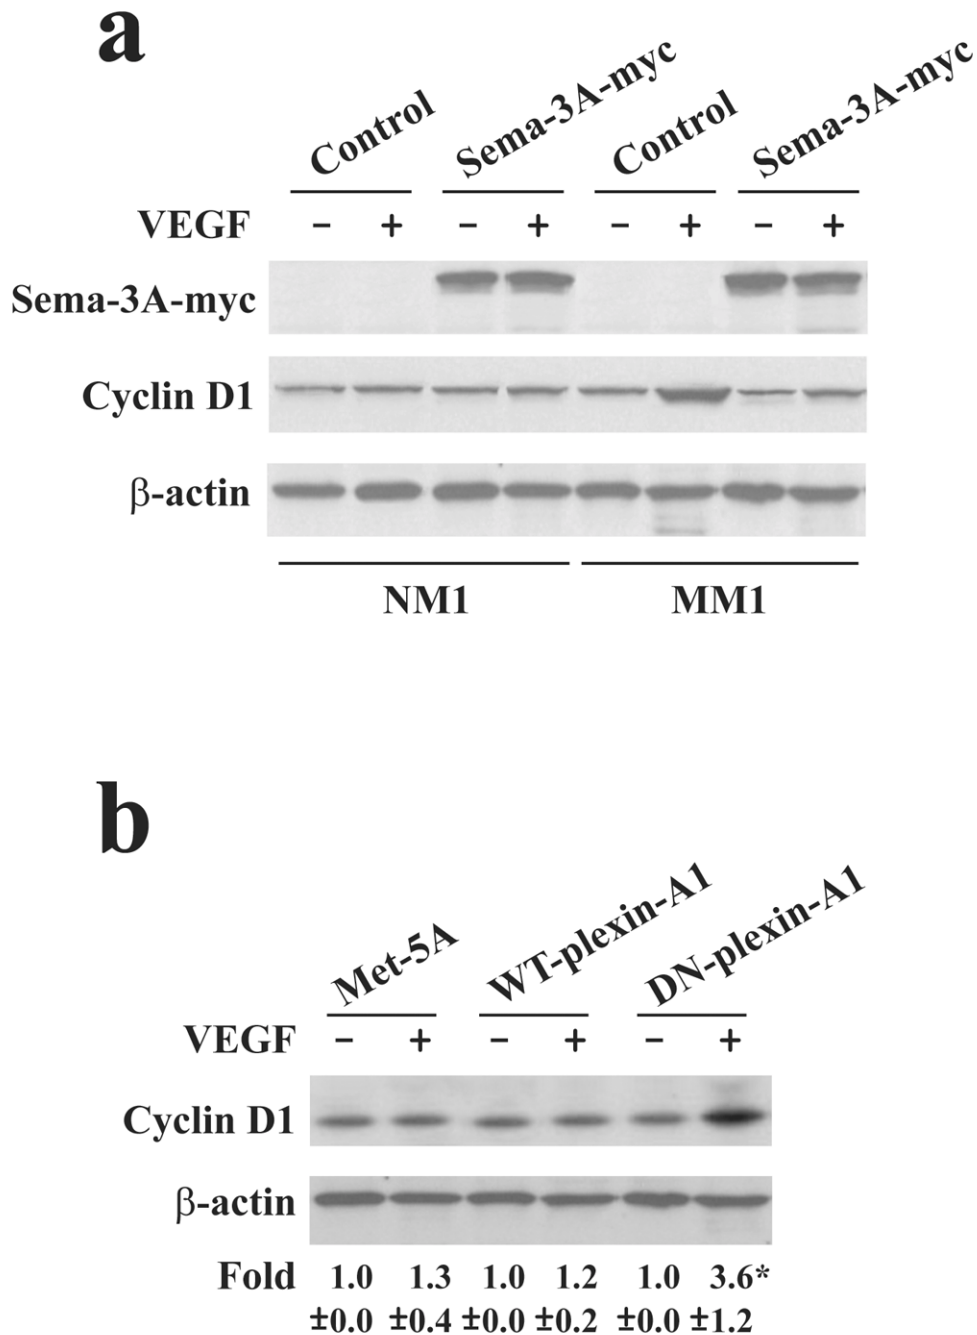 a
Control Sema-3A-myc Control Sema-3A-myc
VEGF − + − + − + − +
Sema-3A-myc
Cyclin D1
β-actin
NM1 MM1
b
Met-5A WT-plexin-A1 DN-plexin-A1
VEGF − + − + − +
Cyclin D1
β-actin
Fold 1.0 1.3 1.0 1.2 1.0 3.6*
±0.0 ±0.4 ±0.0 ±0.2 ±0.0 ±1.2